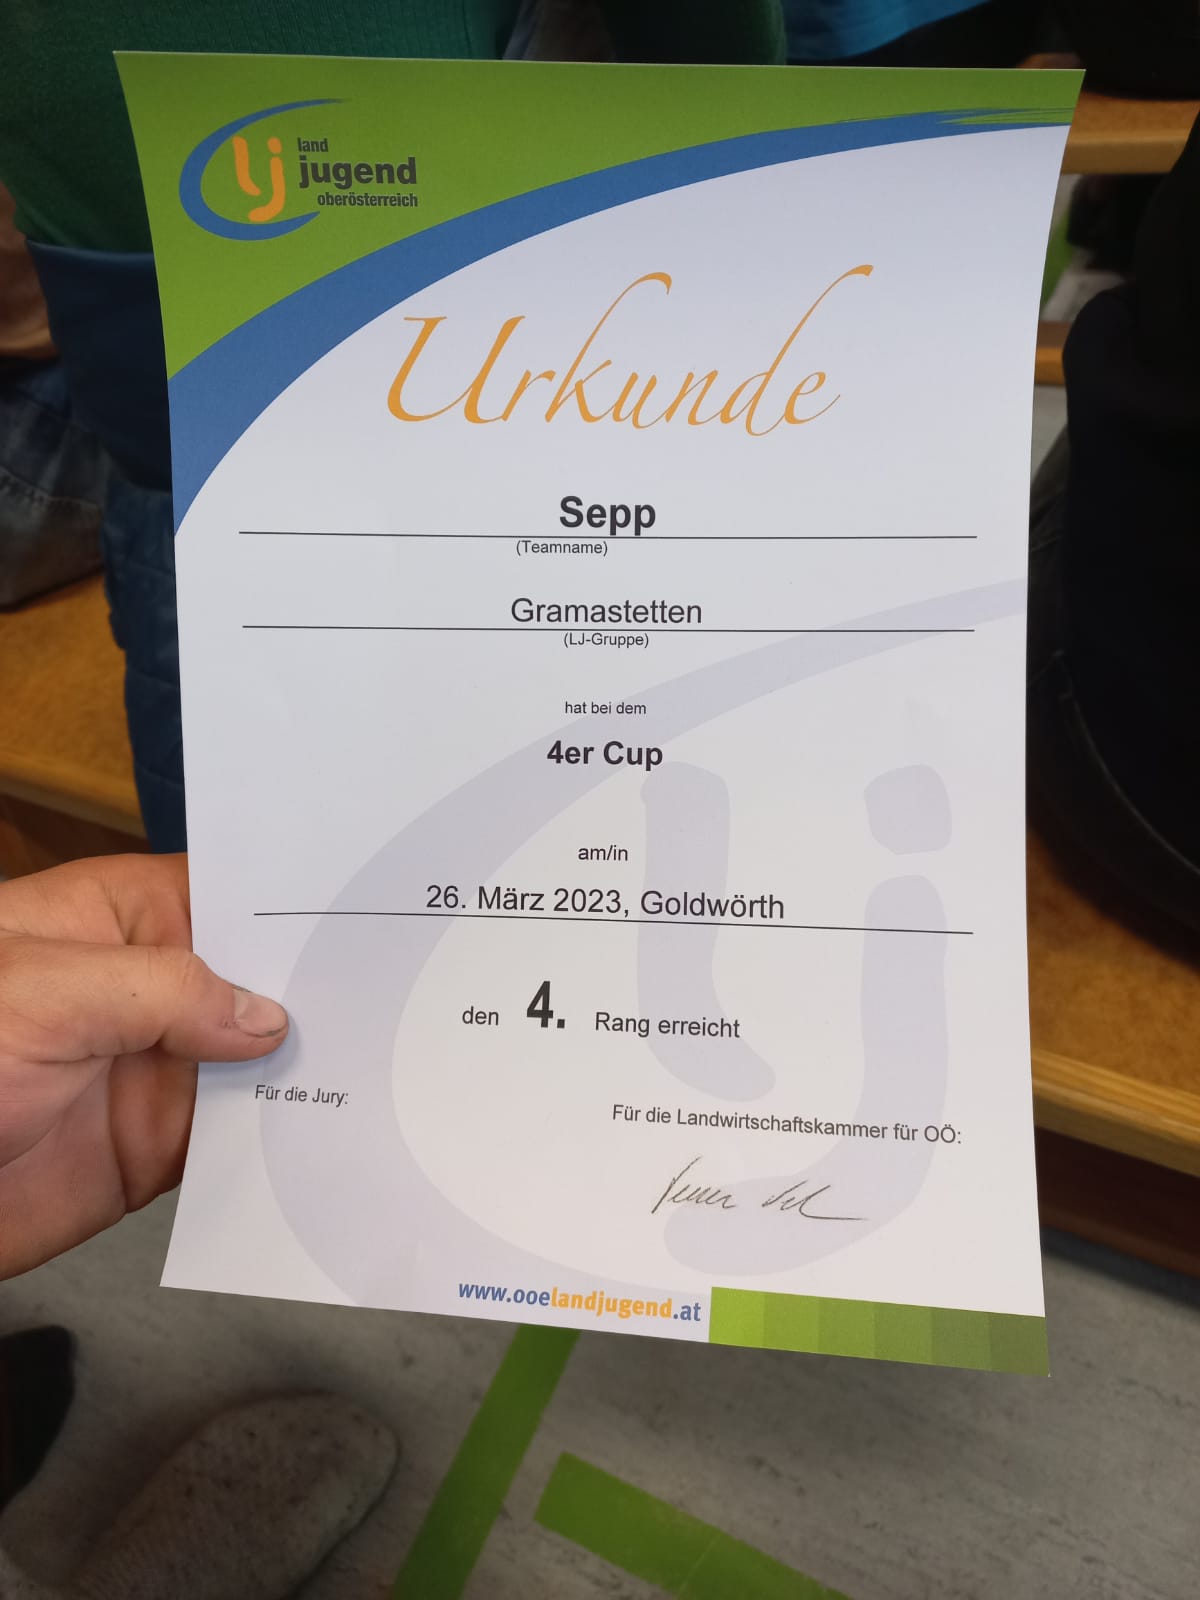 land
jugend
oberösterreich
Urkunde
Sepp
(Teamname)
Gramastetten
(LJ-Gruppe)
hat bei dem
4er Cup
am/in
26. März 2023, Goldwörth
den 4. Rang erreicht
Für die Jury:
Für die Landwirtschaftskammer für OÖ:
www.ooelandjugend.at